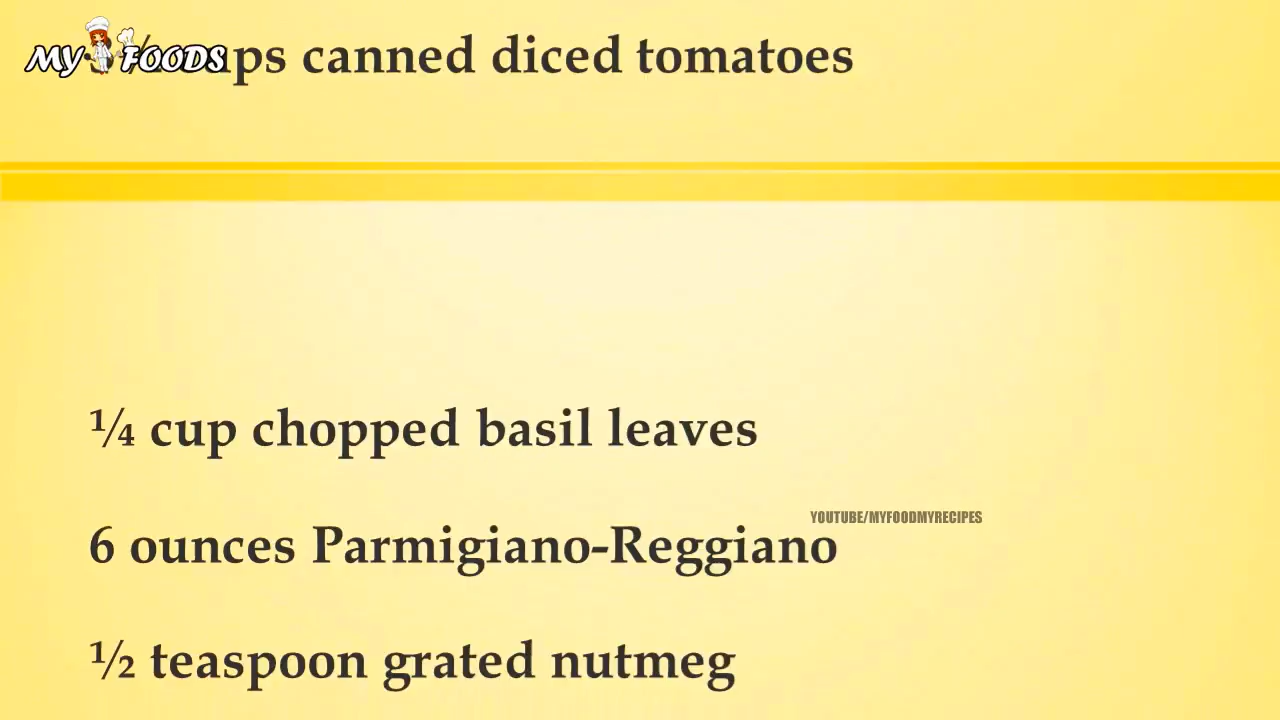 MY FOODS
canned diced tomatoes
¼ cup chopped basil leaves
YOUTUBE/MYFOODMYRECIPES
6 ounces Parmigiano-Reggiano
½ teaspoon grated nutmeg